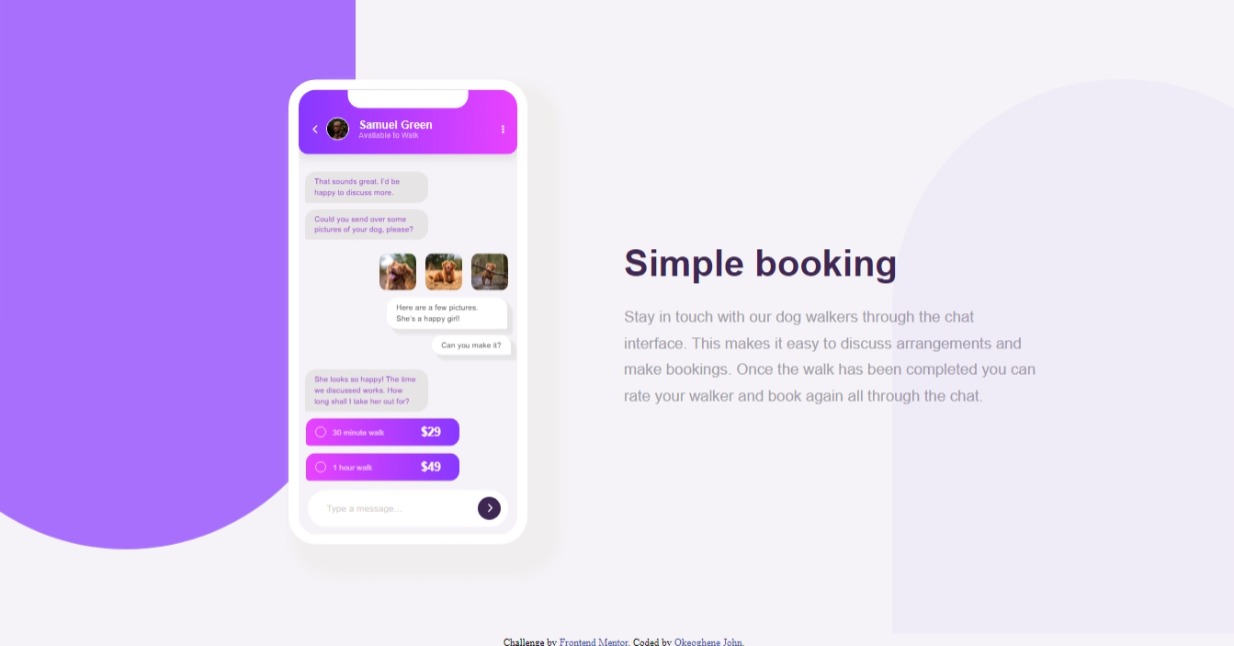 Samuel Green
Available to Walk
That sounds great. I'd be
happy to discuss more.
Could you send over some
pictures of your dog, please?
Here are a few pictures.
She's a happy girl!
Can you make it?
She looks so happy! The time
we discussed works. How
long shall I take her out for?
30 minute walk $29
1 hour walk $49
Type a message...
Simple booking
Stay in touch with our dog walkers through the chat
interface. This makes it easy to discuss arrangements and
make bookings. Once the walk has been completed you can
rate your walker and book again all through the chat.
Challenge by Frontend Mentor. Coded by Okeoghene John.